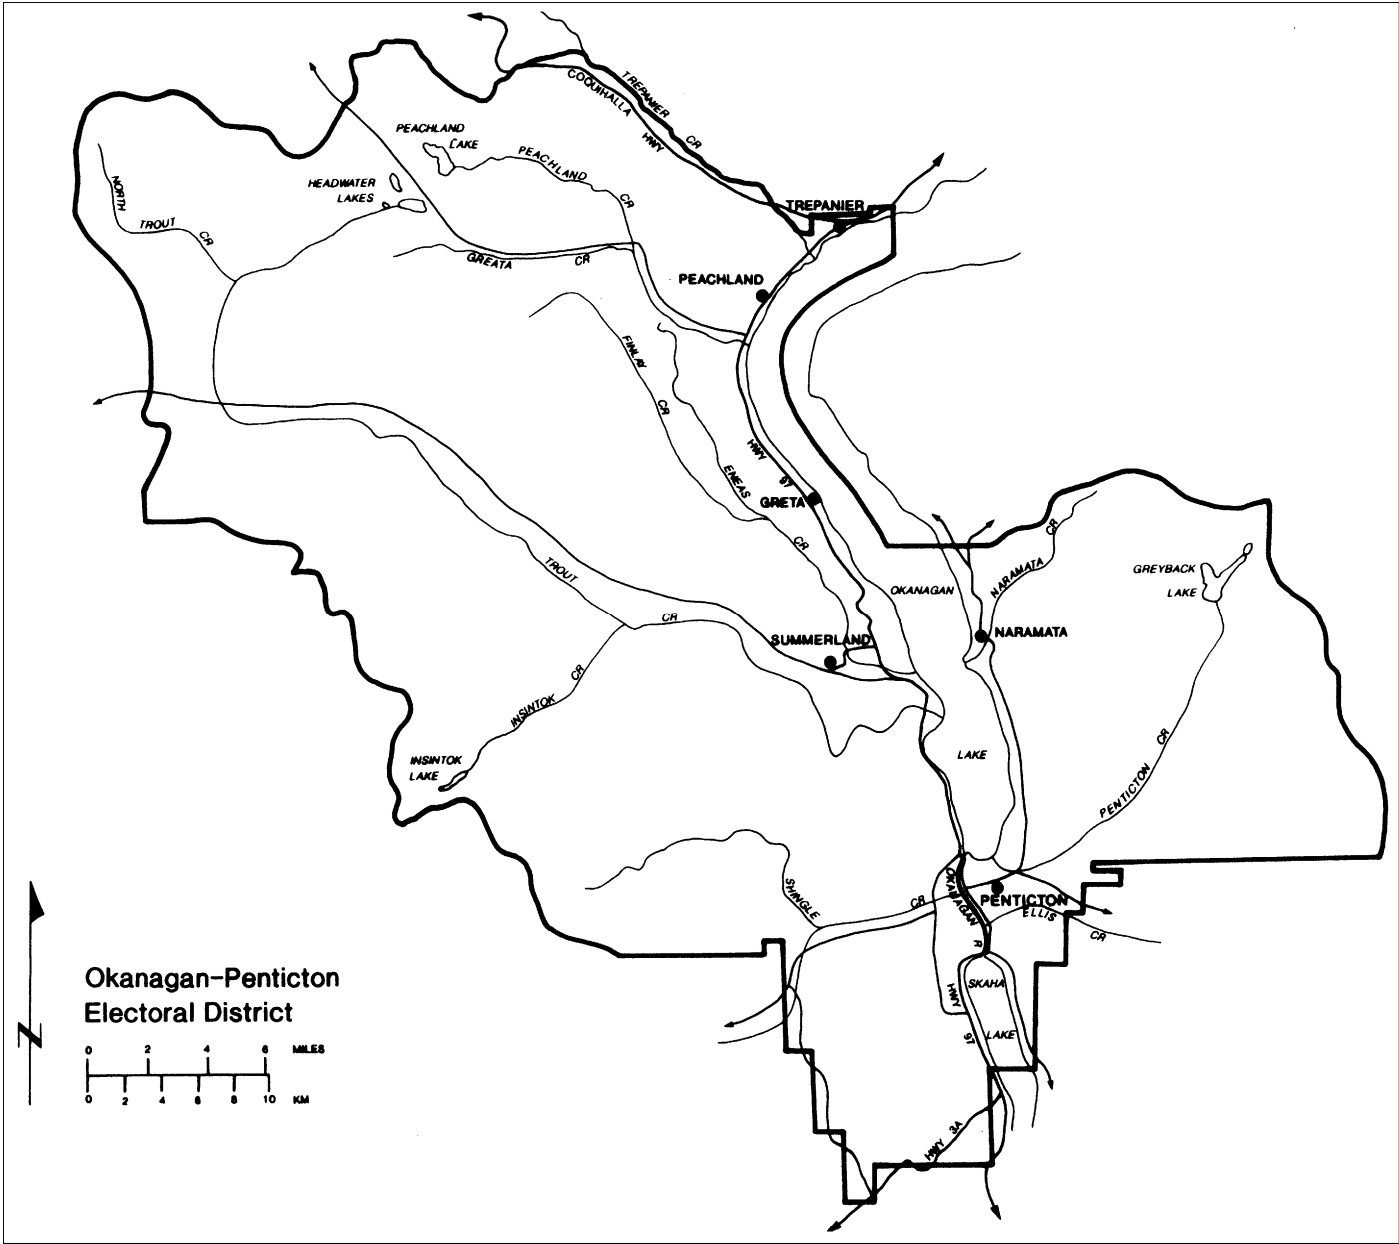 COQUIHALLA
HWY
TREPANIER
CR
PEACHLAND
LAKE
PEACHLAND
CR
HEADWATER
LAKES
NORTH
TROUT
CR
TREPANIER
GREATA
CR
PEACHLAND
FINLAY
CR
HWY
97
ENEAS
CR
GRETA
TROUT
CR
OKANAGAN
LAKE
NARAMATA
CR
GREYBACK
LAKE
NARAMATA
SUMMERLAND
INSINTOK
CR
INSINTOK
LAKE
PENTICTON
CR
SHINGLE
CR
OKANAGAN
R
PENTICTON
ELLIS
CR
HWY
97
SKAHA
LAKE
HWY 3A
Okanagan-Penticton
Electoral District
0 2 4 6 MILES
0 2 4 6 8 10 KM
N